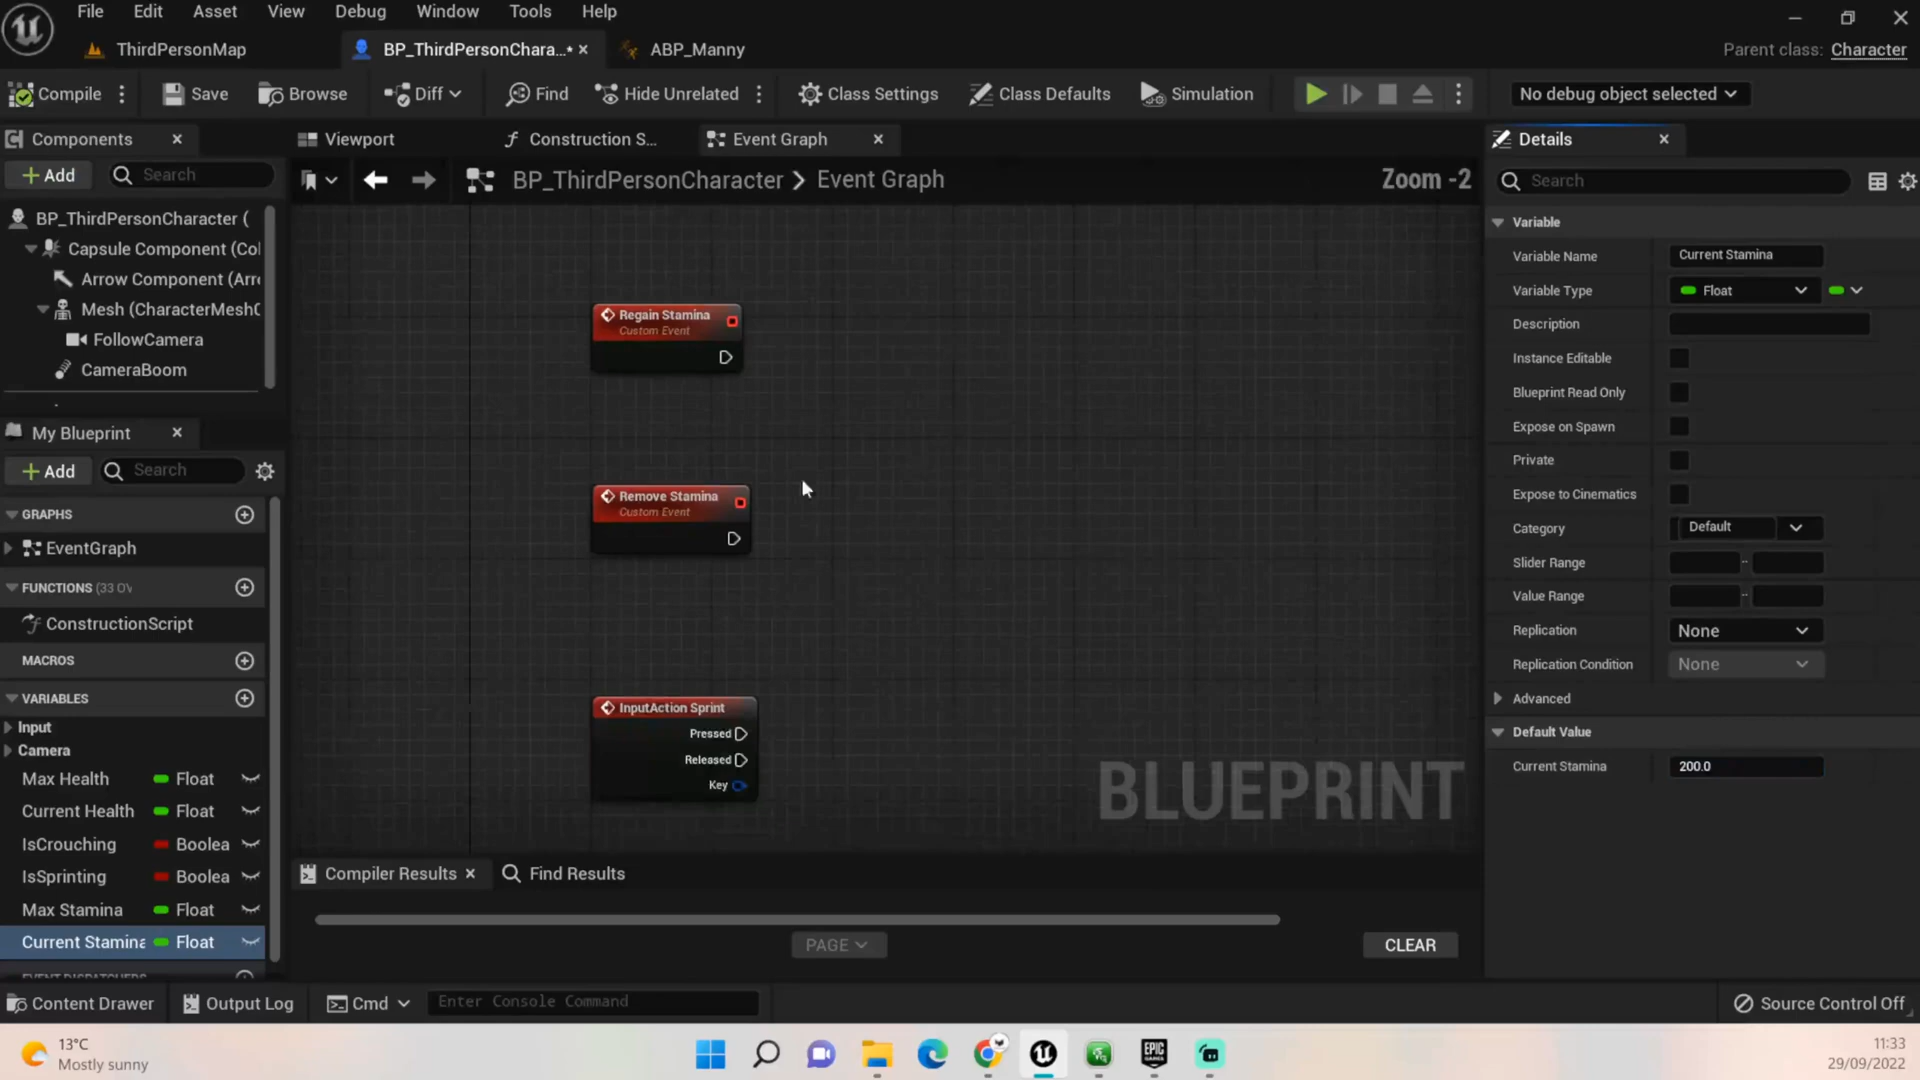 File Edit Asset View Debug Window Tools Help
ThirdPersonMap BP_ThirdPersonChara...* ABP_Manny Parent class: Character
Compile Save Browse Diff Find Hide Unrelated Class Settings Class Defaults Simulation No debug object selected
Components Viewport Construction S... Event Graph Details
Add Search BP_ThirdPersonCharacter > Event Graph Zoom -2 Search
BP_ThirdPersonCharacter (
Capsule Component (Col
Arrow Component (Arr
Mesh (CharacterMesh
FollowCamera
CameraBoom
My Blueprint
Add Search
GRAPHS
EventGraph
FUNCTIONS (33 OV
ConstructionScript
MACROS
VARIABLES
Input
Camera
Max Health Float
Current Health Float
IsCrouching Boolea
IsSprinting Boolea
Max Stamina Float
Current Stamina Float
EVENT DISPATCHERS
Regain Stamina
Custom Event
Remove Stamina
Custom Event
InputAction Sprint
Pressed
Released
Key
BLUEPRINT
Compiler Results Find Results
PAGE CLEAR
Variable
Variable Name Current Stamina
Variable Type Float
Description
Instance Editable
Blueprint Read Only
Expose on Spawn
Private
Expose to Cinematics
Category Default
Slider Range
Value Range
Replication None
Replication Condition None
Advanced
Default Value
Current Stamina 200.0
Content Drawer Output Log Cmd Enter Console Command Source Control Off
13°C
Mostly sunny
EPIC
GAMES
11:33
29/09/2022